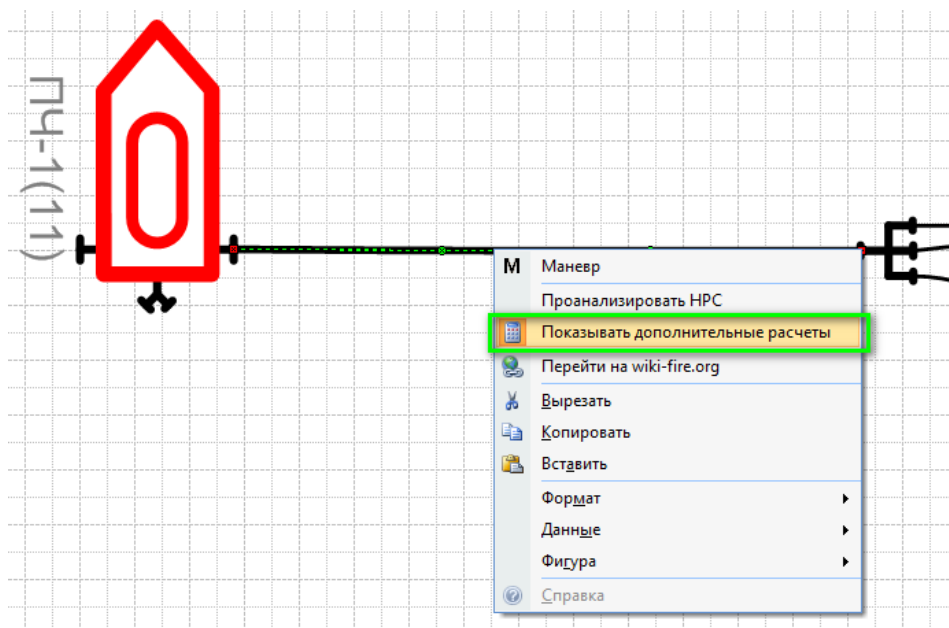 ПЧ-1(11)
M Маневр
Проанализировать НРС
Показывать дополнительные расчеты
Перейти на wiki-fire.org
Вырезать
Копировать
Вставить
Формат
Данные
Фигура
Справка